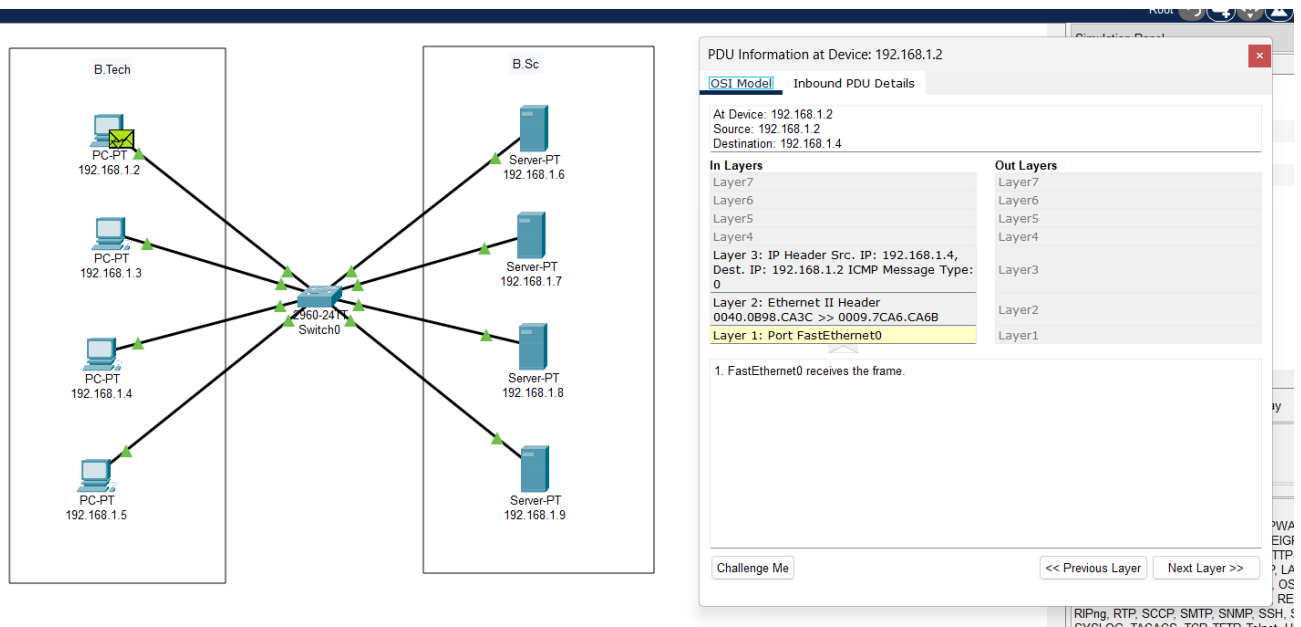 Root
B.Tech
PC-PT
192.168.1.2
PC-PT
192.168.1.3
PC-PT
192.168.1.4
PC-PT
192.168.1.5
2960-24TT
Switch0
B.Sc
Server-PT
192.168.1.6
Server-PT
192.168.1.7
Server-PT
192.168.1.8
Server-PT
192.168.1.9
Simulation Panel
PDU Information at Device: 192.168.1.2
OSI Model Inbound PDU Details
At Device: 192.168.1.2
Source: 192.168.1.2
Destination: 192.168.1.4
In Layers Out Layers
Layer7 Layer7
Layer6 Layer6
Layer5 Layer5
Layer4 Layer4
Layer 3: IP Header Src. IP: 192.168.1.4,
Dest. IP: 192.168.1.2 ICMP Message Type: Layer3
0
Layer 2: Ethernet II Header
0040.0B98.CA3C >> 0009.7CA6.CA6B Layer2
Layer 1: Port FastEthernet0 Layer1
1. FastEthernet0 receives the frame.
Challenge Me << Previous Layer Next Layer >>
RIPng, RTP, SCCP, SMTP, SNMP, SSH,
SYSLOG, TACACS, TCP, TFTP, Telnet,